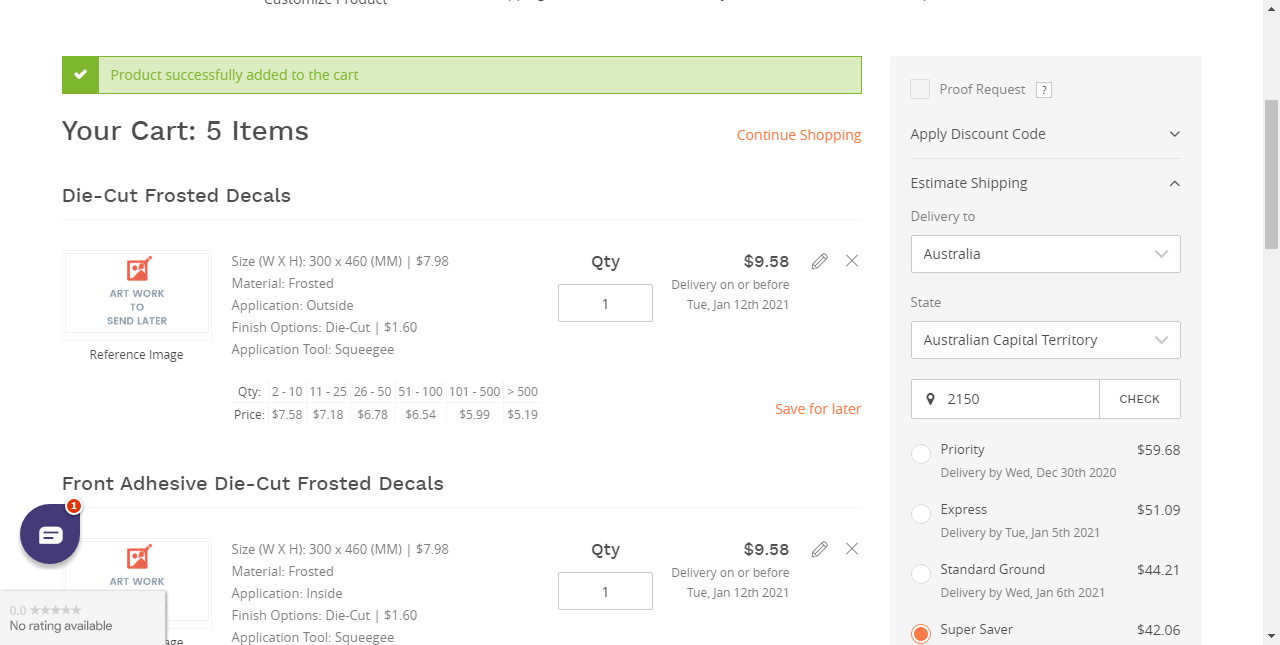 Customize Product
Product successfully added to the cart
Your Cart: 5 Items
Continue Shopping
Die-Cut Frosted Decals
ART WORK
TO
SEND LATER
Reference Image
Size (W X H): 300 x 460 (MM) | $7.98
Material: Frosted
Application: Outside
Finish Options: Die-Cut | $1.60
Application Tool: Squeegee
Qty
1
$9.58
Delivery on or before
Tue, Jan 12th 2021
Qty: 2 - 10 11 - 25 26 - 50 51 - 100 101 - 500 > 500
Price: $7.58 $7.18 $6.78 $6.54 $5.99 $5.19
Save for later
Front Adhesive Die-Cut Frosted Decals
ART WORK
Size (W X H): 300 x 460 (MM) | $7.98
Material: Frosted
Application: Inside
Finish Options: Die-Cut | $1.60
Application Tool: Squeegee
Qty
1
$9.58
Delivery on or before
Tue, Jan 12th 2021
1
0.0 ★★★★★
No rating available
Proof Request ?
Apply Discount Code
Estimate Shipping
Delivery to
Australia
State
Australian Capital Territory
2150
CHECK
Priority $59.68
Delivery by Wed, Dec 30th 2020
Express $51.09
Delivery by Tue, Jan 5th 2021
Standard Ground $44.21
Delivery by Wed, Jan 6th 2021
Super Saver $42.06